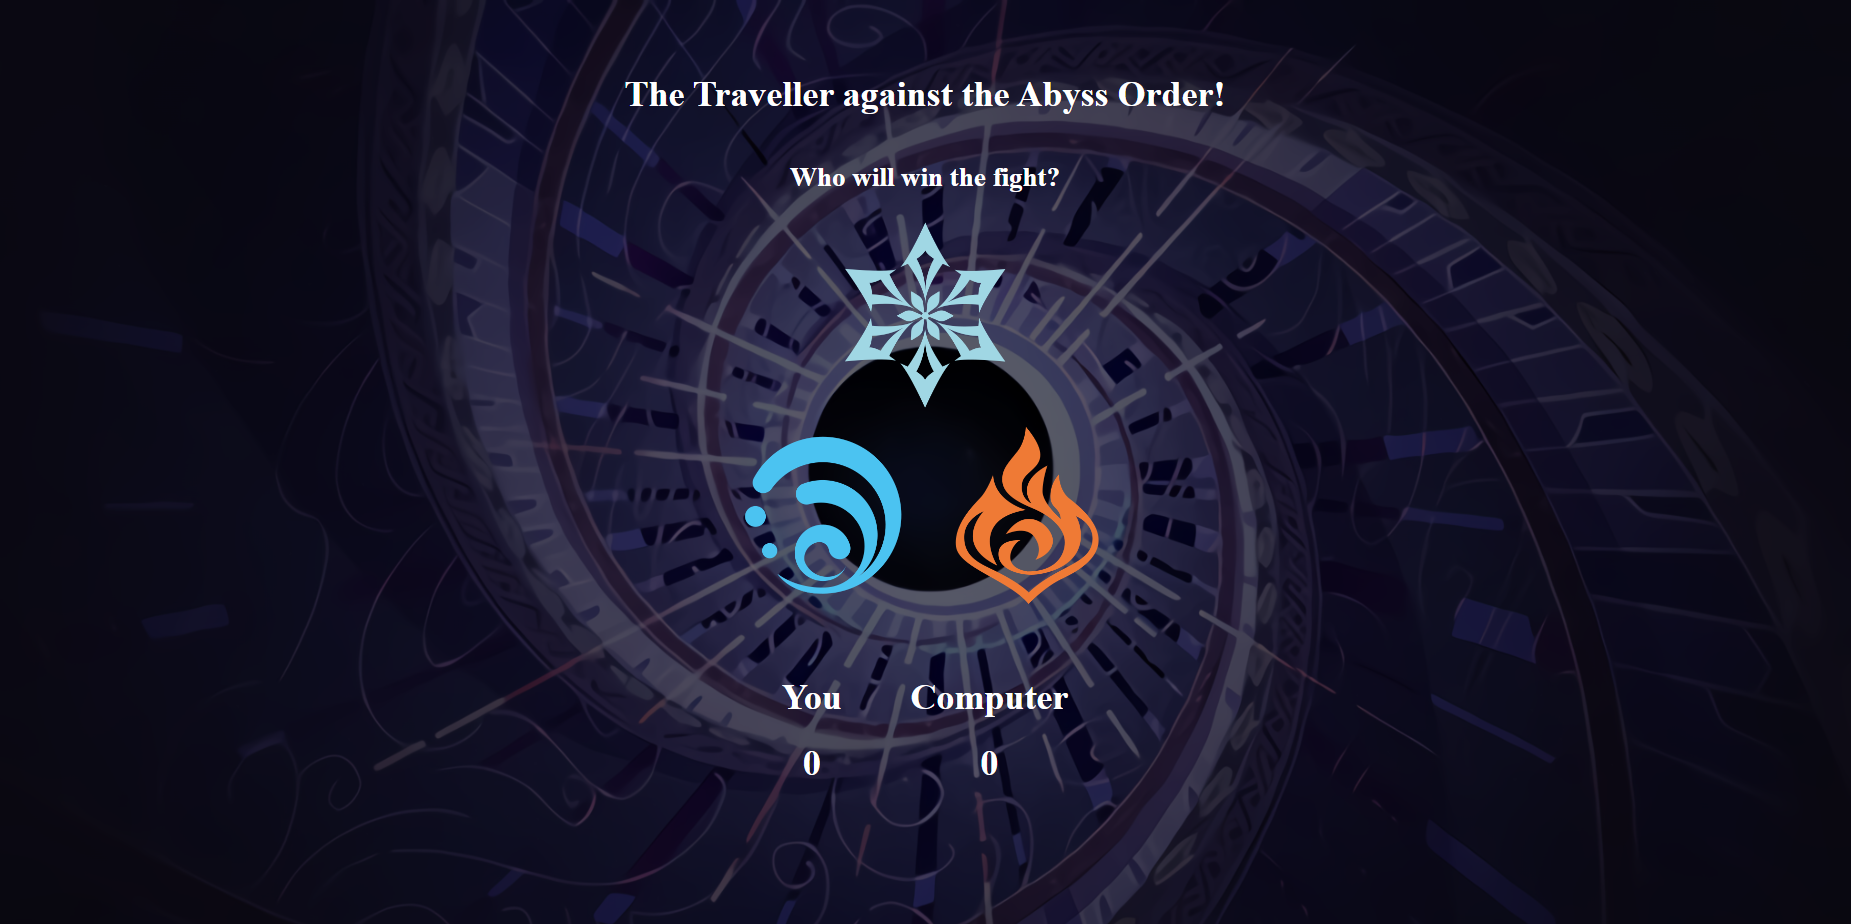 The Traveller against the Abyss Order!
Who will win the fight?
You Computer
0 0